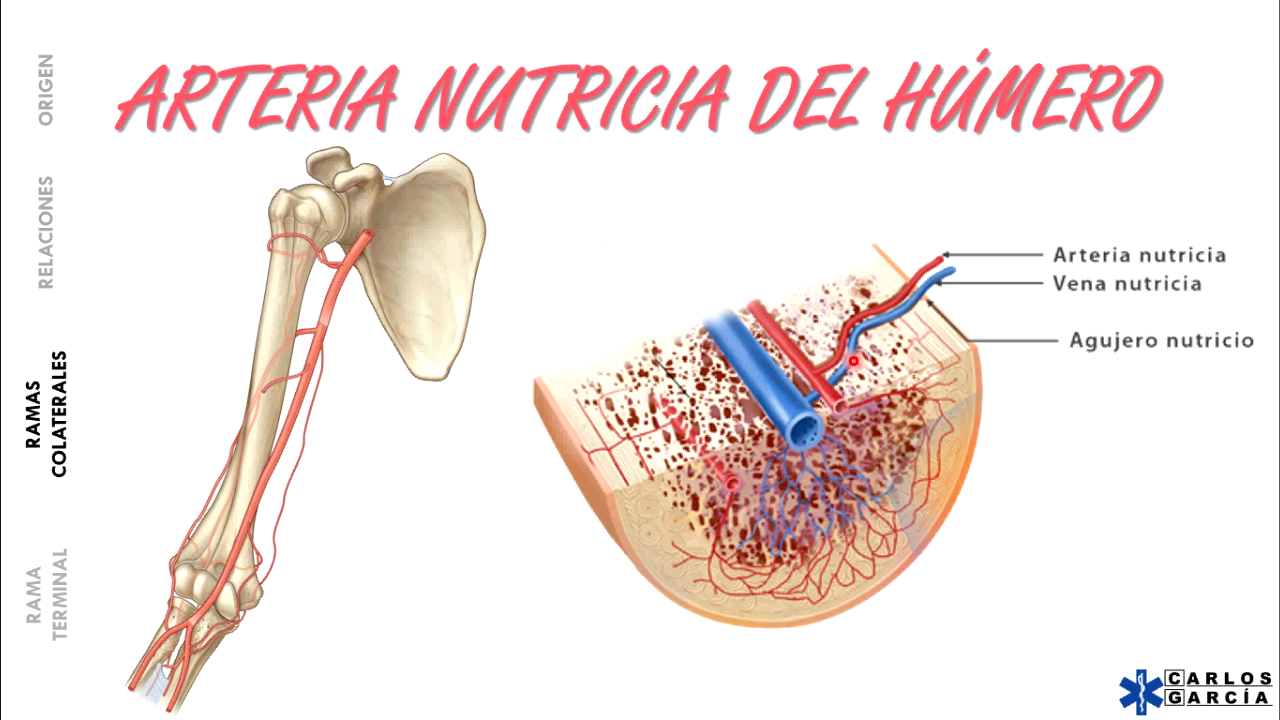 ARTERIA NUTRICIA DEL HÚMERO
ORIGEN
RELACIONES
RAMAS
COLATERALES
RAMA
TERMINAL
Arteria nutricia
Vena nutricia
Agujero nutricio
CARLOS
GARCÍA